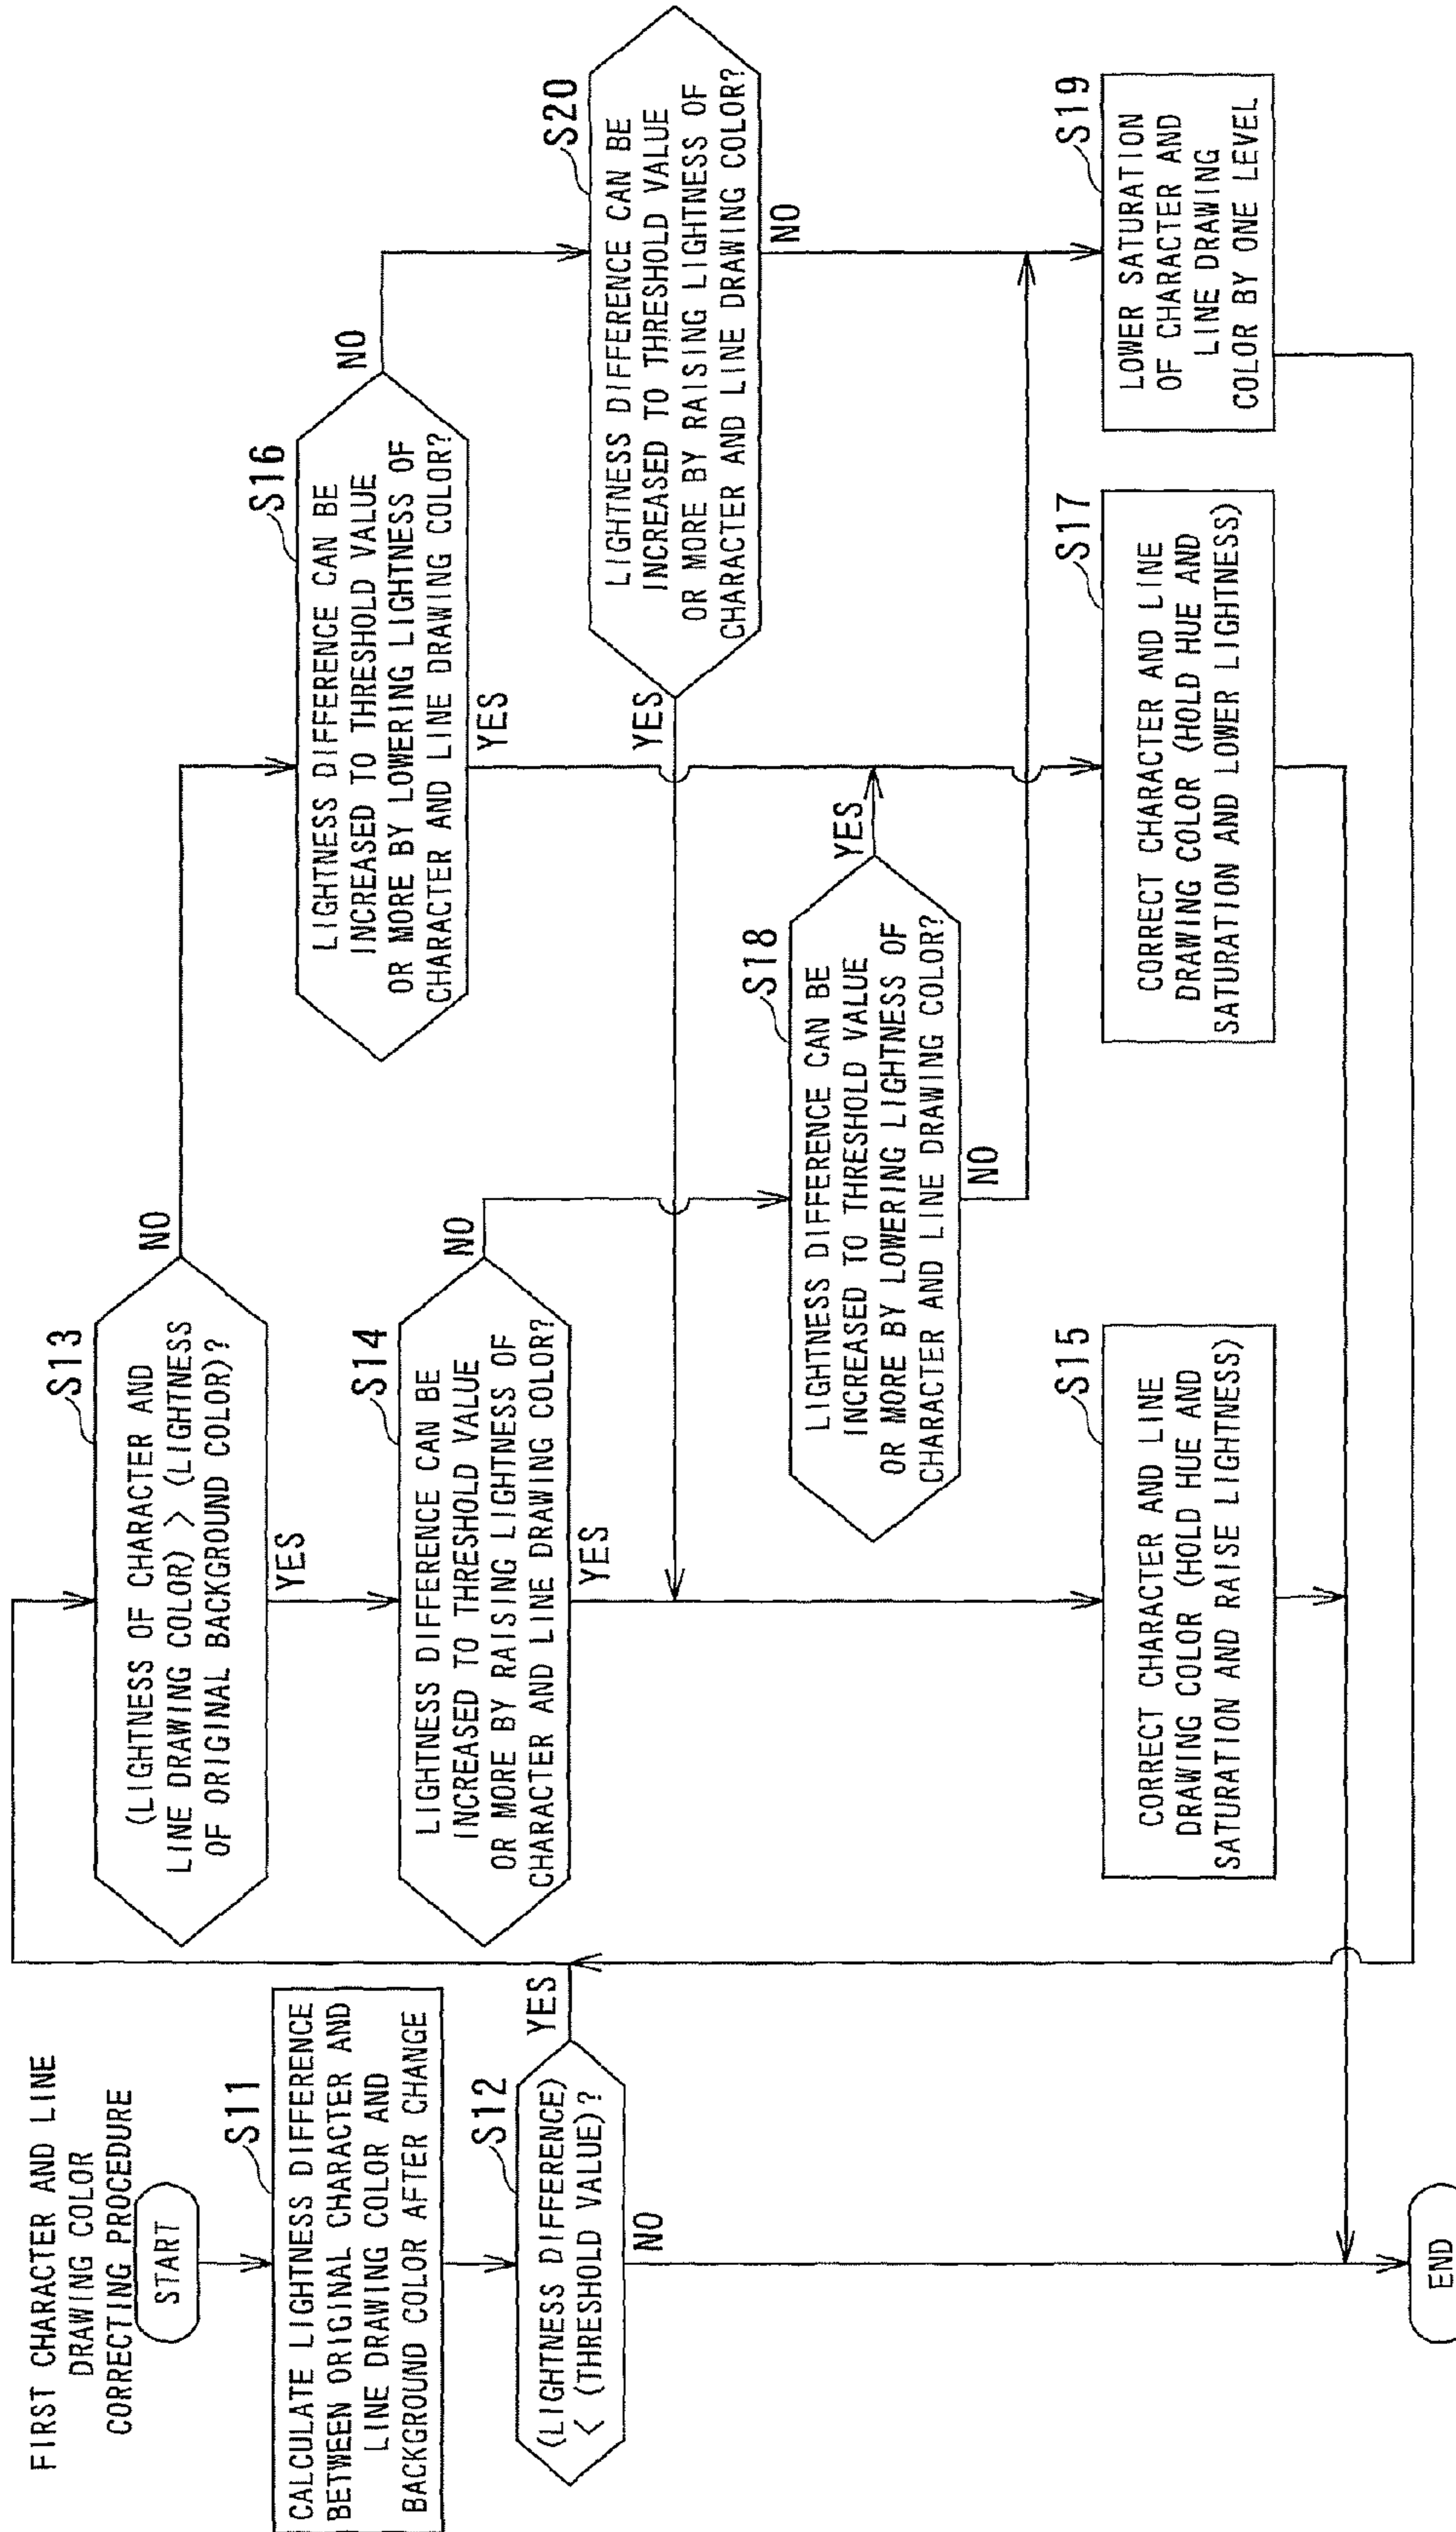 FIRST CHARACTER AND LINE
DRAWING COLOR
CORRECTING PROCEDURE
START
S11
CALCULATE LIGHTNESS DIFFERENCE
BETWEEN ORIGINAL CHARACTER AND
LINE DRAWING COLOR AND
BACKGROUND COLOR AFTER CHANGE
S12
(LIGHTNESS DIFFERENCE)
< (THRESHOLD VALUE)?
YES
NO
S13
(LIGHTNESS OF CHARACTER AND
LINE DRAWING COLOR) > (LIGHTNESS
OF ORIGINAL BACKGROUND COLOR)?
NO
YES
S14
LIGHTNESS DIFFERENCE CAN BE
INCREASED TO THRESHOLD VALUE
OR MORE BY RAISING LIGHTNESS OF
CHARACTER AND LINE DRAWING COLOR?
NO
YES
S16
LIGHTNESS DIFFERENCE CAN BE
INCREASED TO THRESHOLD VALUE
OR MORE BY LOWERING LIGHTNESS OF
CHARACTER AND LINE DRAWING COLOR?
NO
YES
S20
LIGHTNESS DIFFERENCE CAN BE
INCREASED TO THRESHOLD VALUE
OR MORE BY RAISING LIGHTNESS OF
CHARACTER AND LINE DRAWING COLOR?
YES
NO
S18
LIGHTNESS DIFFERENCE CAN BE
INCREASED TO THRESHOLD VALUE
OR MORE BY LOWERING LIGHTNESS OF
CHARACTER AND LINE DRAWING COLOR?
YES
NO
S15
CORRECT CHARACTER AND LINE
DRAWING COLOR (HOLD HUE AND
SATURATION AND RAISE LIGHTNESS)
S17
CORRECT CHARACTER AND LINE
DRAWING COLOR (HOLD HUE AND
SATURATION AND LOWER LIGHTNESS)
S19
LOWER SATURATION
OF CHARACTER AND
LINE DRAWING
COLOR BY ONE LEVEL
END